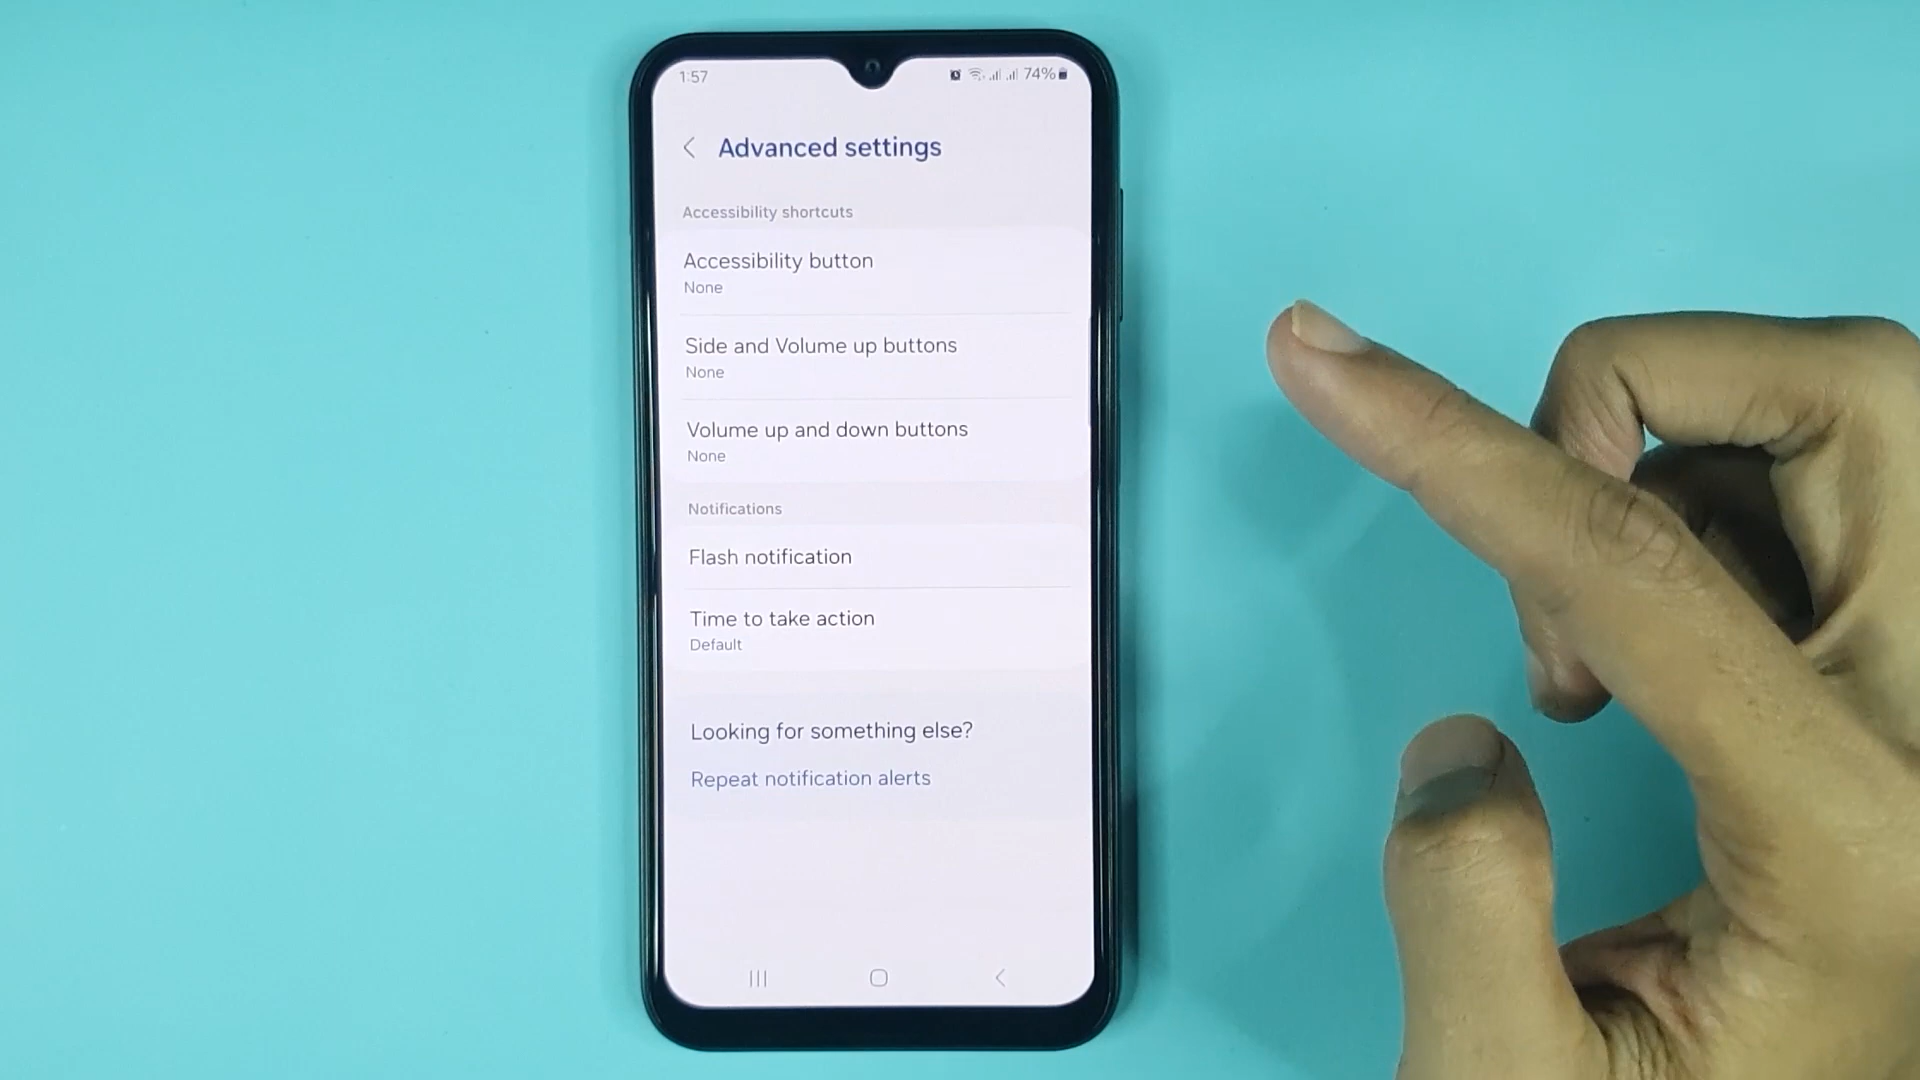 1:57
74%
Advanced settings
Accessibility shortcuts
Accessibility button
None
Side and Volume up buttons
None
Volume up and down buttons
None
Notifications
Flash notification
Time to take action
Default
Looking for something else?
Repeat notification alerts